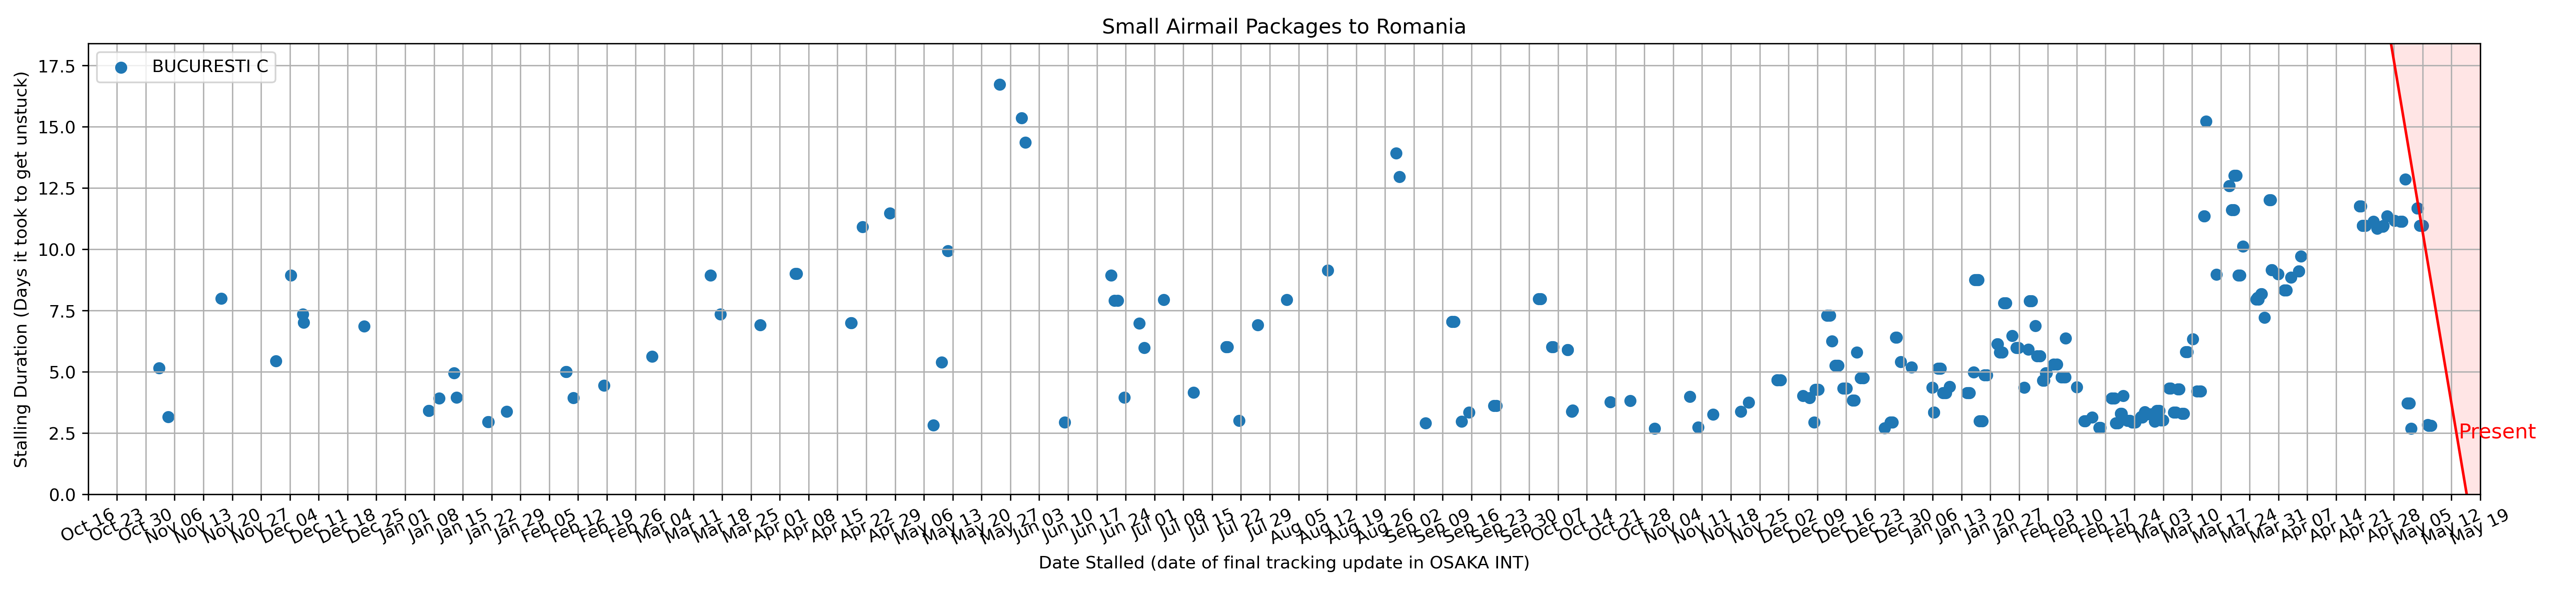 Small Airmail Packages to Romania
BUCURESTI C
Stalling Duration (Days it took to get unstuck)
17.5
15.0
12.5
10.0
7.5
5.0
2.5
0.0
Present
Oct 16
Oct 23
Oct 30
Nov 06
Nov 13
Nov 20
Nov 27
Dec 04
Dec 11
Dec 18
Dec 25
Jan 01
Jan 08
Jan 15
Jan 22
Jan 29
Feb 05
Feb 12
Feb 19
Feb 26
Mar 04
Mar 11
Mar 18
Mar 25
Apr 01
Apr 08
Apr 15
Apr 22
Apr 29
May 06
May 13
May 20
May 27
Jun 03
Jun 10
Jun 17
Jun 24
Jul 01
Jul 08
Jul 15
Jul 22
Jul 29
Aug 05
Aug 12
Aug 19
Aug 26
Sep 02
Sep 09
Sep 16
Sep 23
Sep 30
Oct 07
Oct 14
Oct 21
Oct 28
Nov 04
Nov 11
Nov 18
Nov 25
Dec 02
Dec 09
Dec 16
Dec 23
Dec 30
Jan 06
Jan 13
Jan 20
Jan 27
Feb 03
Feb 10
Feb 17
Feb 24
Mar 03
Mar 10
Mar 17
Mar 24
Mar 31
Apr 07
Apr 14
Apr 21
Apr 28
May 05
May 12
May 19
Date Stalled (date of final tracking update in OSAKA INT)